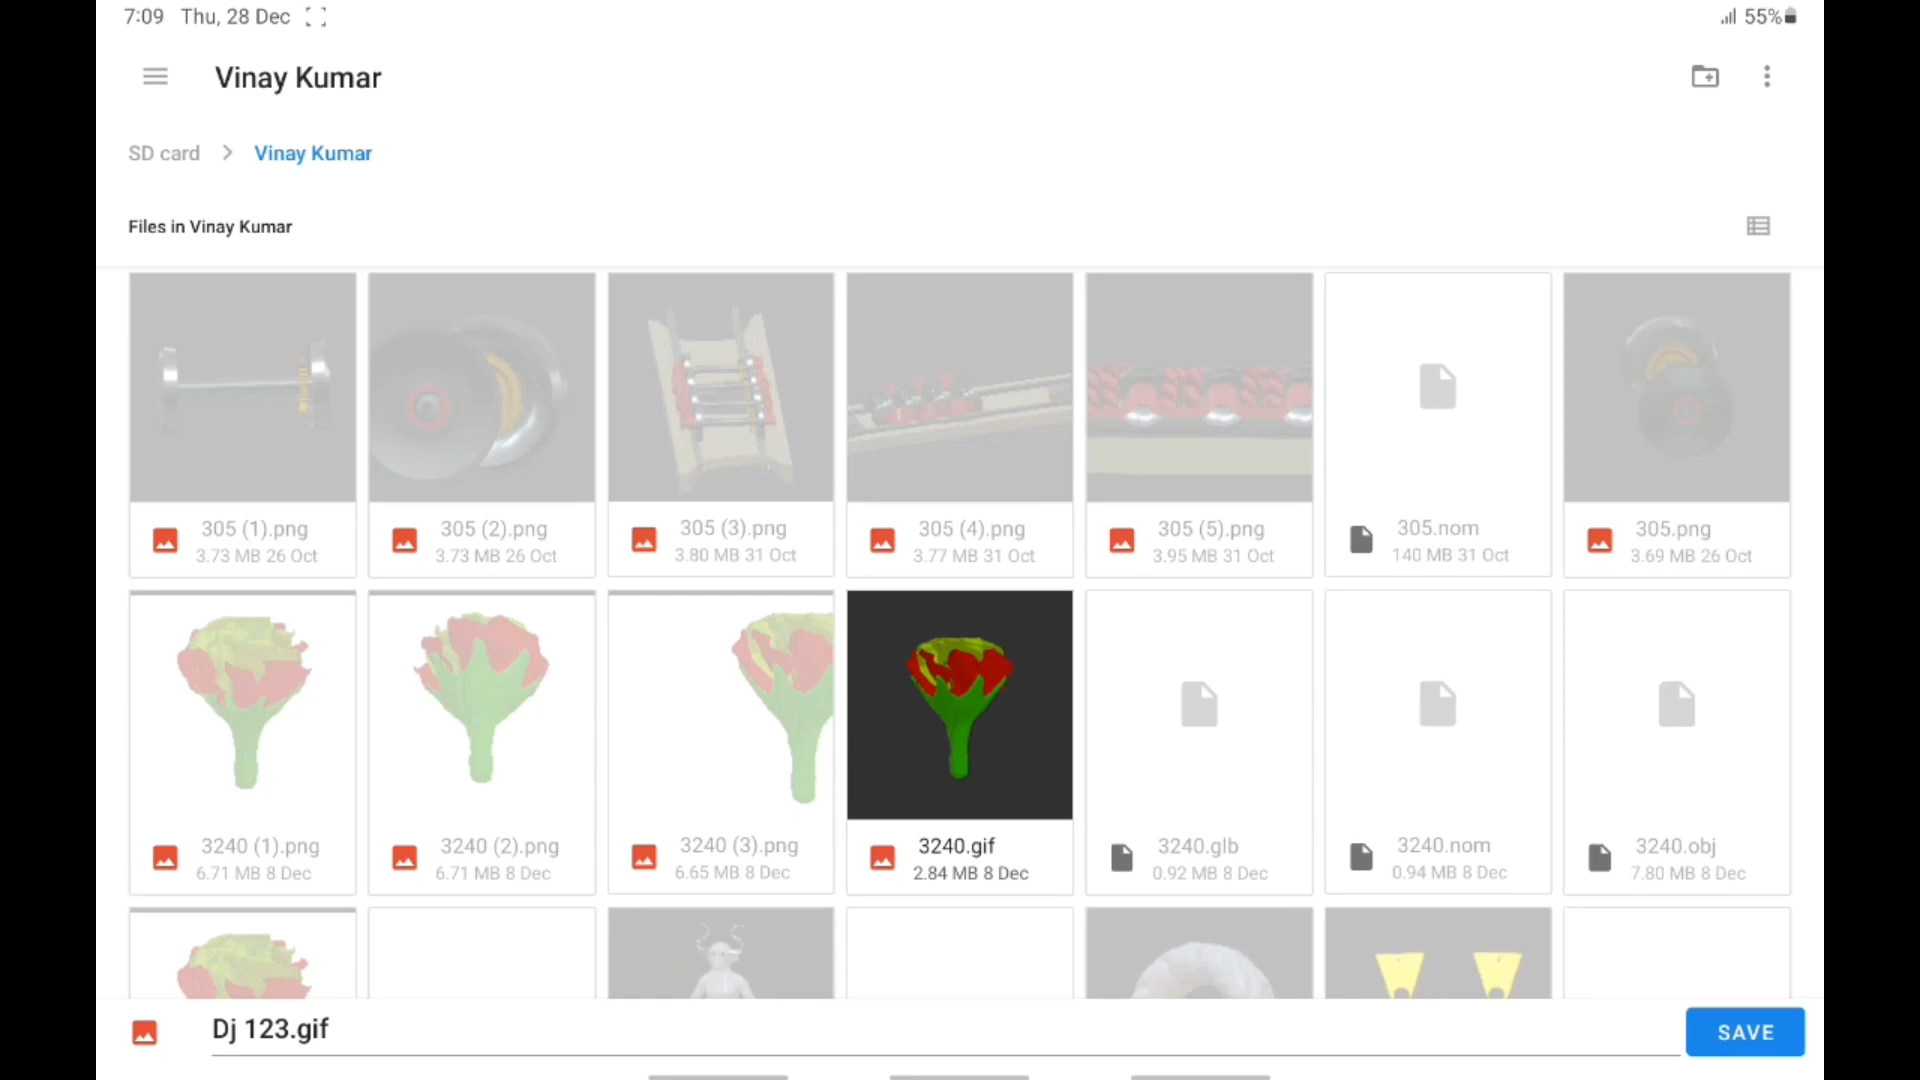 7:09 Thu, 28 Dec 55%
Vinay Kumar
SD card > Vinay Kumar
Files in Vinay Kumar
305 (1).png 305 (2).png 305 (3).png 305 (4).png 305 (5).png 305.nom 305.png
3.73 MB 26 Oct 3.73 MB 26 Oct 3.80 MB 31 Oct 3.77 MB 31 Oct 3.95 MB 31 Oct 140 MB 31 Oct 3.69 MB 26 Oct
3240 (1).png 3240 (2).png 3240 (3).png 3240.gif 3240.glb 3240.nom 3240.obj
6.71 MB 8 Dec 6.71 MB 8 Dec 6.65 MB 8 Dec 2.84 MB 8 Dec 0.92 MB 8 Dec 0.94 MB 8 Dec 7.80 MB 8 Dec
Dj 123.gif SAVE